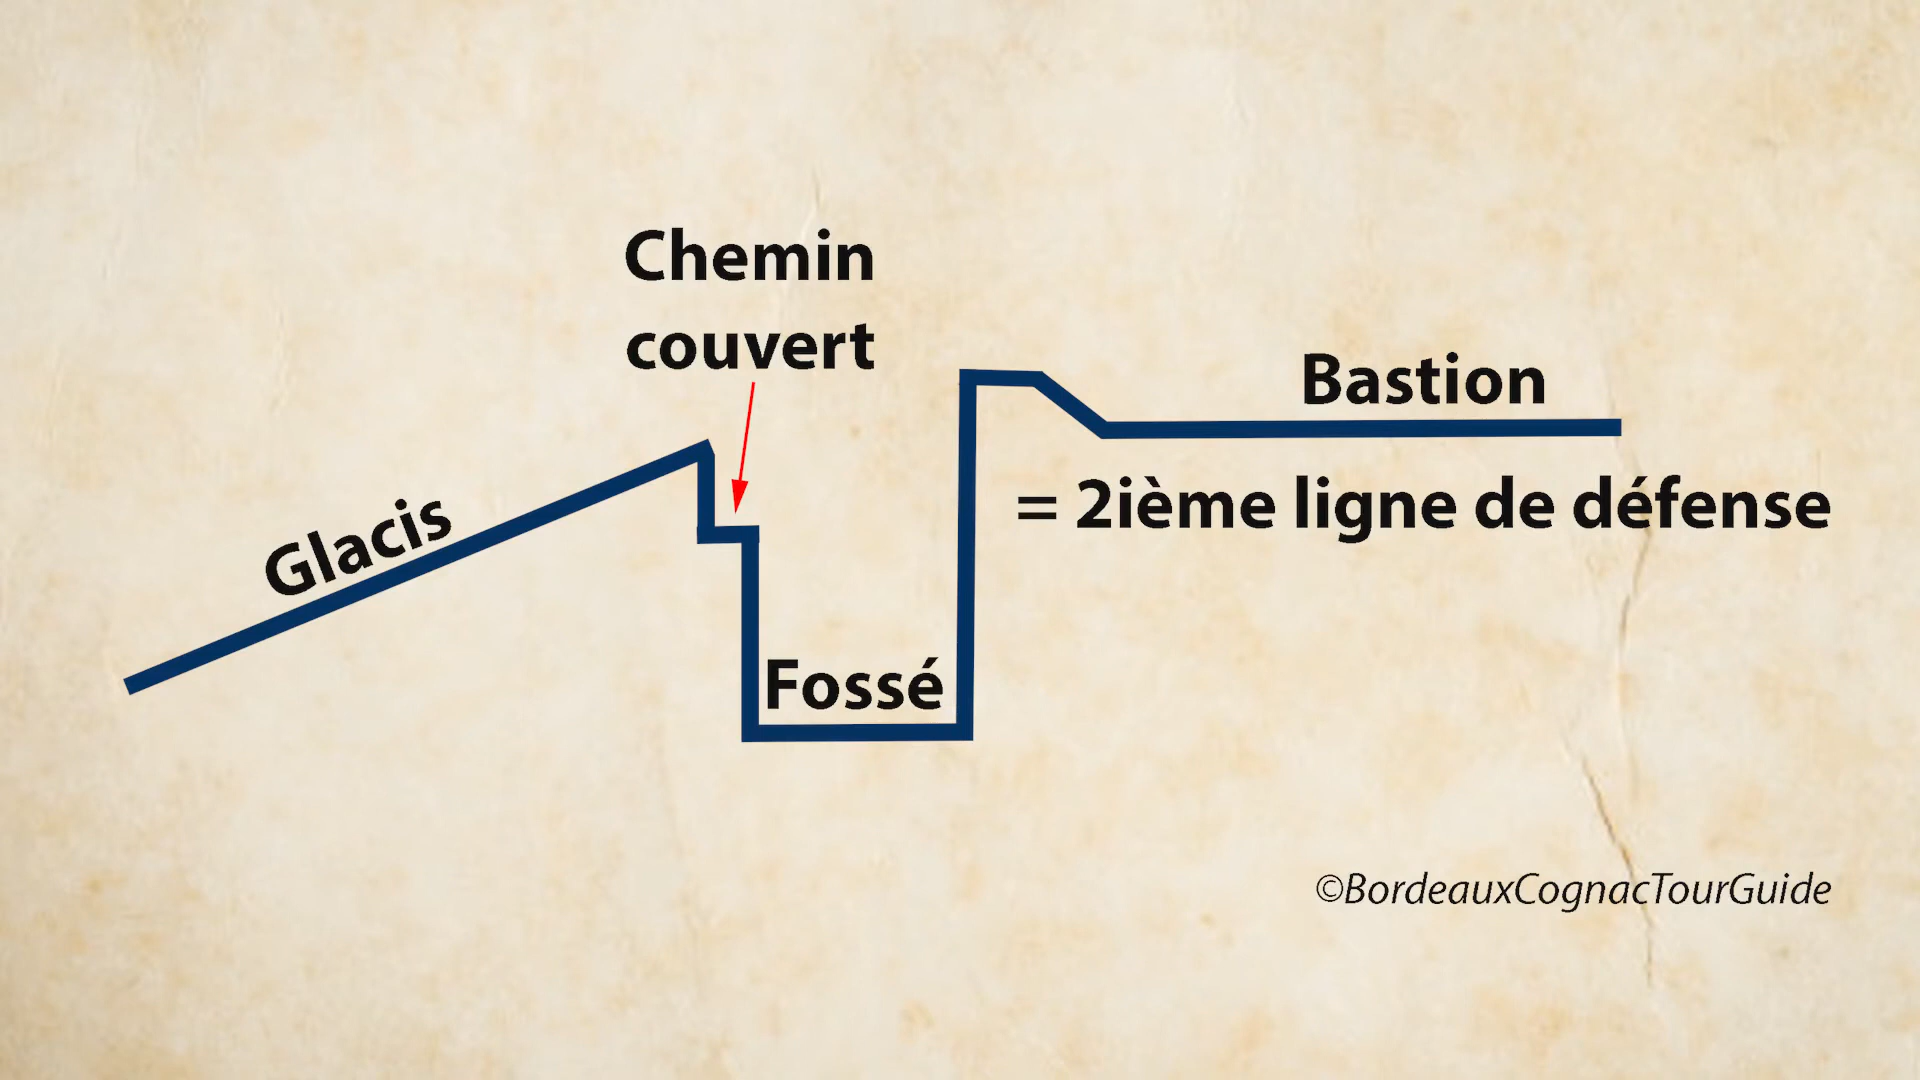 Chemin
couvert
Bastion
= 2ième ligne de défense
Glacis
Fossé
©BordeauxCognacTourGuide